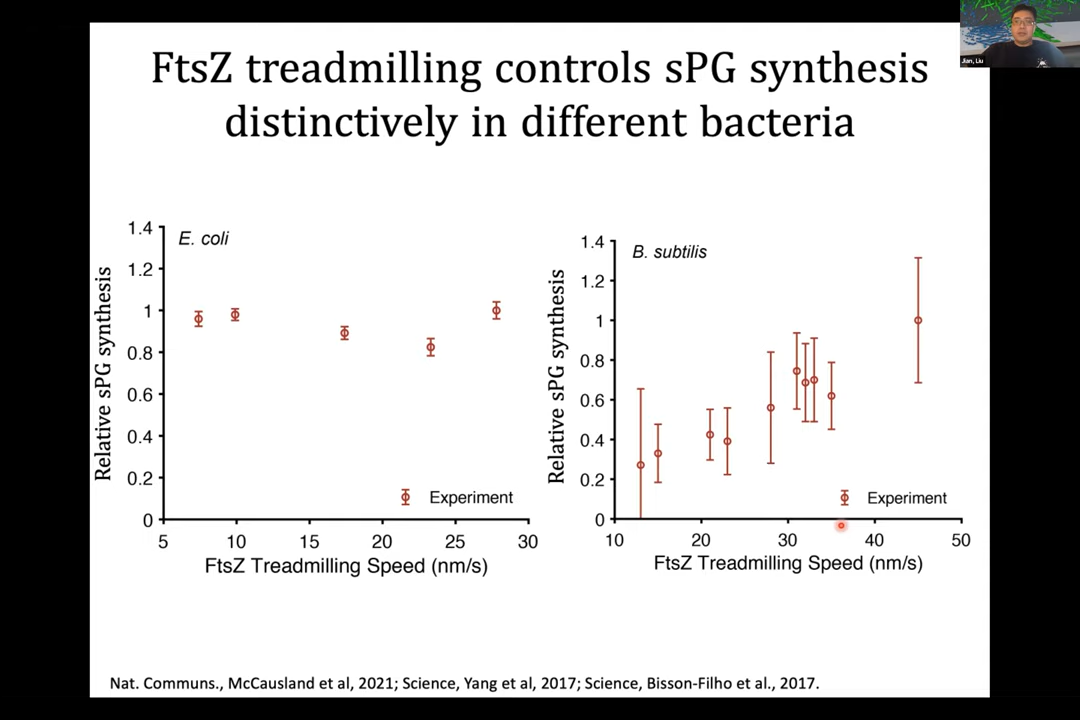 FtsZ treadmilling controls sPG synthesis
distinctively in different bacteria
Jian, Liu
E. coli
Relative sPG synthesis
1.4
1.2
1
0.8
0.6
0.4
0.2
0
Experiment
5 10 15 20 25 30
FtsZ Treadmilling Speed (nm/s)
B. subtilis
Relative sPG synthesis
1.4
1.2
1
0.8
0.6
0.4
0.2
0
Experiment
10 20 30 40 50
FtsZ Treadmilling Speed (nm/s)
Nat. Communs., McCausland et al, 2021; Science, Yang et al, 2017; Science, Bisson-Filho et al., 2017.